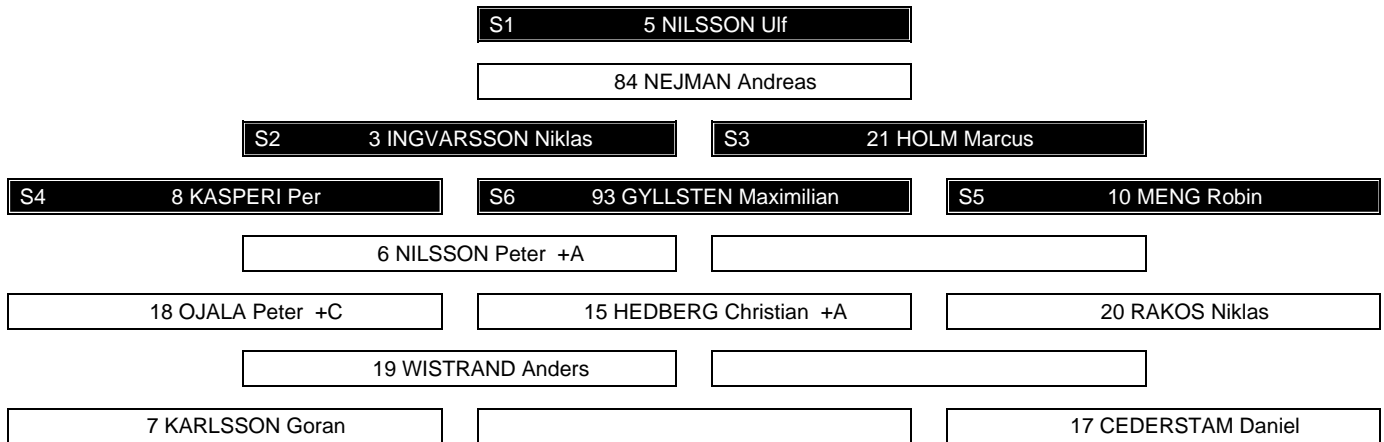 S1 5 NILSSON Ulf
84 NEJMAN Andreas
S2 3 INGVARSSON Niklas S3 21 HOLM Marcus
S4 8 KASPERI Per S6 93 GYLLSTEN Maximilian S5 10 MENG Robin
6 NILSSON Peter +A
18 OJALA Peter +C 15 HEDBERG Christian +A 20 RAKOS Niklas
19 WISTRAND Anders
7 KARLSSON Goran 17 CEDERSTAM Daniel